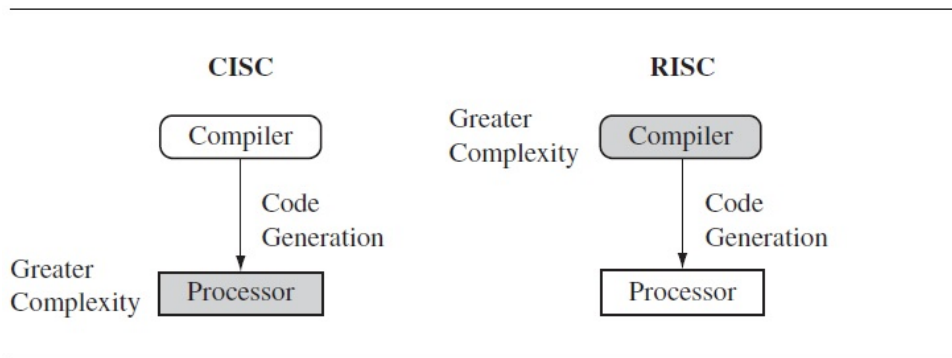 CISC
Compiler
Code
Generation
Greater
Complexity
Processor
RISC
Greater
Complexity
Compiler
Code
Generation
Processor